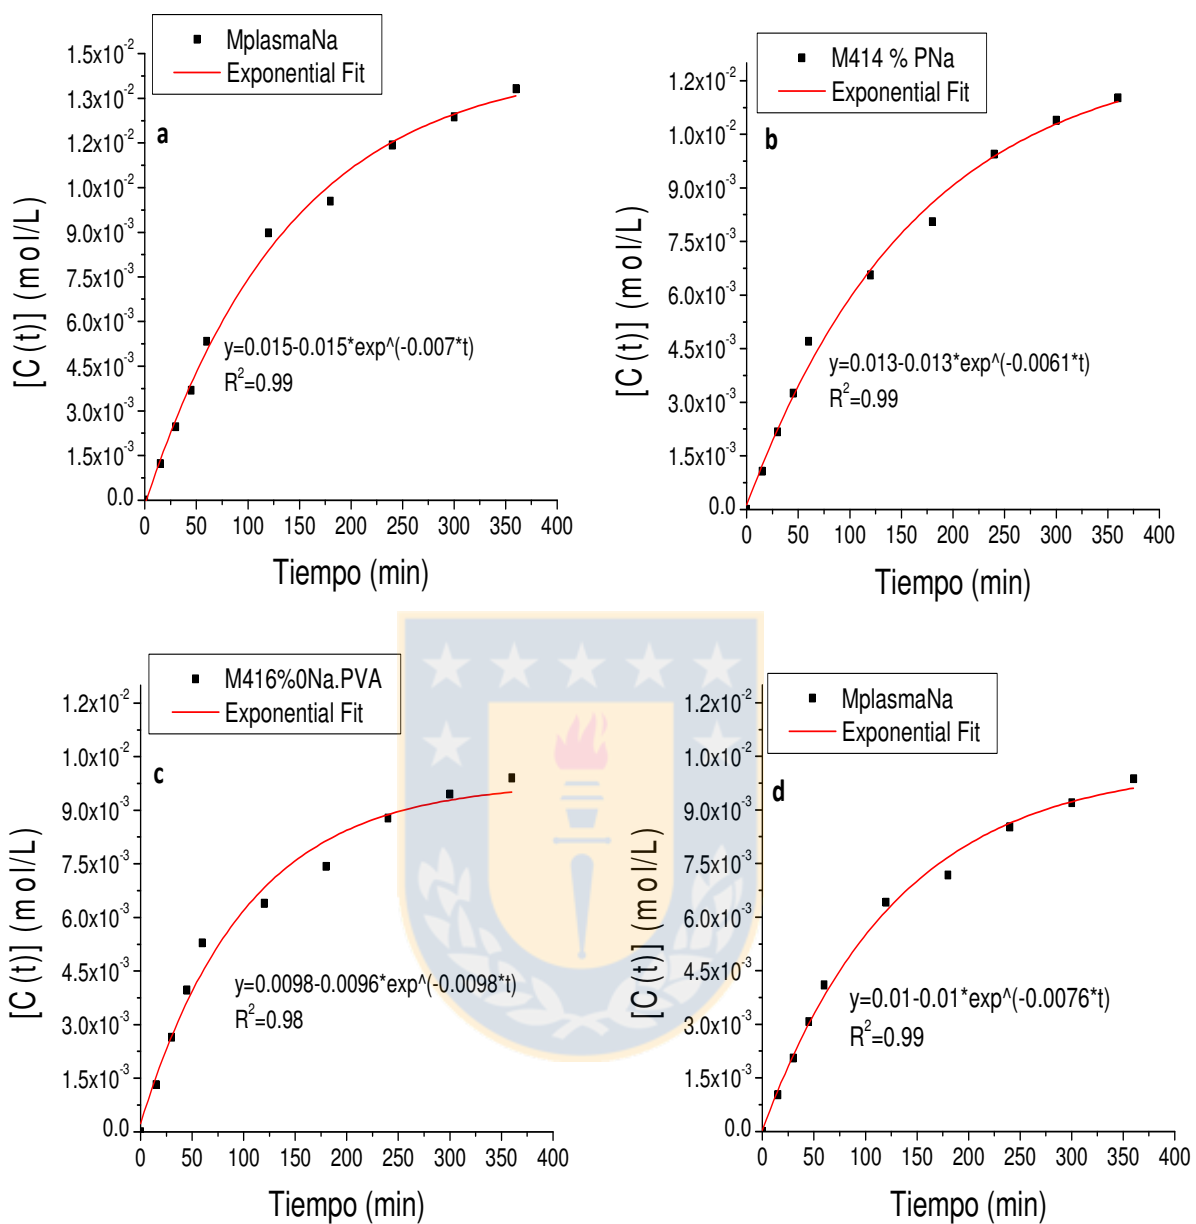 MplasmaNa
Exponential Fit
a
[C(t)] (mol/L)
1.5x10⁻²
1.3x10⁻²
1.2x10⁻²
1.0x10⁻²
9.0x10⁻³
7.5x10⁻³
6.0x10⁻³
4.5x10⁻³
3.0x10⁻³
1.5x10⁻³
0.0
y=0.015-0.015*exp^(-0.007*t)
R²=0.99
0 50 100 150 200 250 300 350 400
Tiempo (min)
M414 % PNa
Exponential Fit
b
[C(t)] (mol/L)
1.2x10⁻²
1.0x10⁻²
9.0x10⁻³
7.5x10⁻³
6.0x10⁻³
4.5x10⁻³
3.0x10⁻³
1.5x10⁻³
0.0
y=0.013-0.013*exp^(-0.0061*t)
R²=0.99
0 50 100 150 200 250 300 350 400
Tiempo (min)
M416%0Na.PVA
Exponential Fit
c
[C(t)] (mol/L)
1.2x10⁻²
1.0x10⁻²
9.0x10⁻³
7.5x10⁻³
6.0x10⁻³
4.5x10⁻³
3.0x10⁻³
1.5x10⁻³
0.0
y=0.0098-0.0096*exp^(-0.0098*t)
R²=0.98
0 50 100 150 200 250 300 350 400
Tiempo (min)
MplasmaNa
Exponential Fit
d
[C(t)] (mol/L)
1.2x10⁻²
1.0x10⁻²
9.0x10⁻³
7.5x10⁻³
6.0x10⁻³
4.5x10⁻³
3.0x10⁻³
1.5x10⁻³
0.0
y=0.01-0.01*exp^(-0.0076*t)
R²=0.99
0 50 100 150 200 250 300 350 400
Tiempo (min)